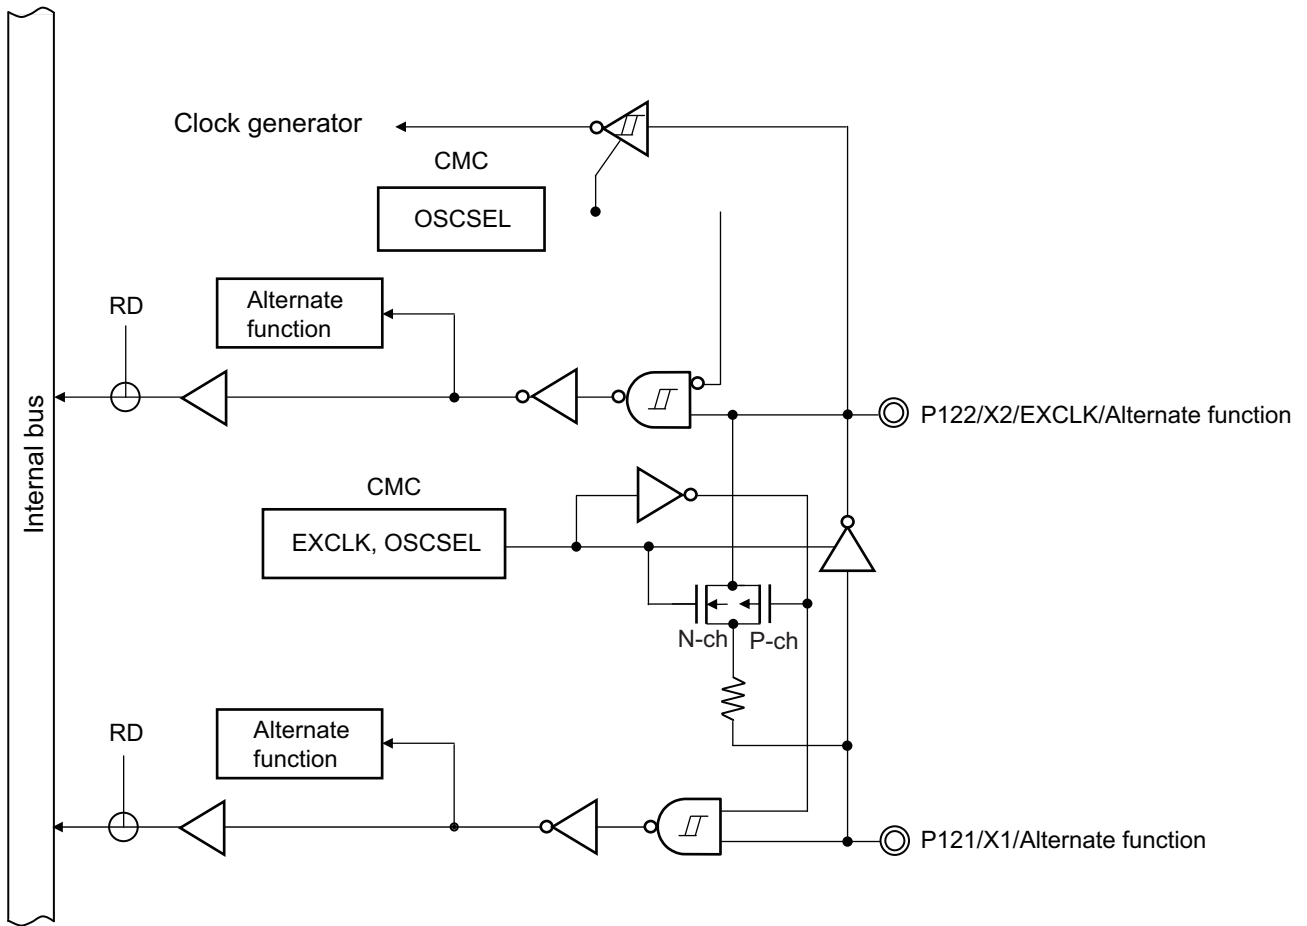 Clock generator
CMC
OSCSEL
Alternate
function
RD
P122/X2/EXCLK/Alternate function
Internal bus
CMC
EXCLK, OSCSEL
N-ch
P-ch
Alternate
function
RD
P121/X1/Alternate function